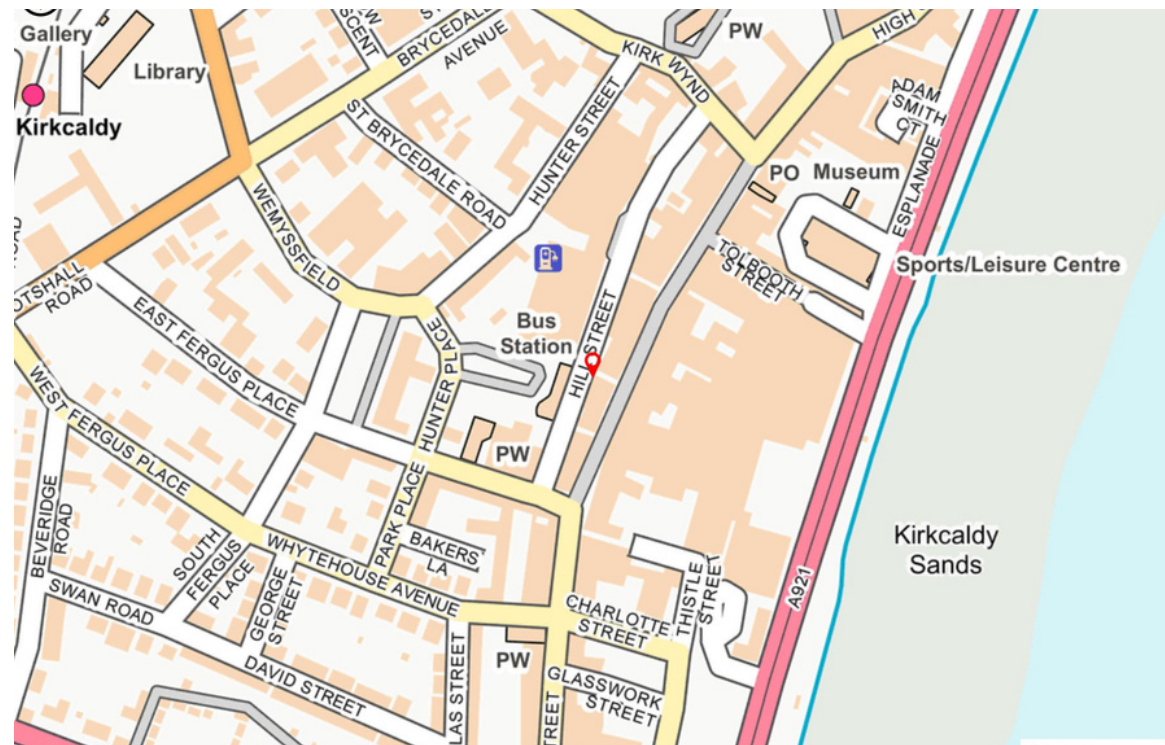 Gallery
Library
Kirkcaldy
BRYCEDALE
AVENUE
KIRK WYND
PW
HIGH
ADAM
SMITH
CT
ESPLANADE
ST BRYCEDALE ROAD
HUNTER STREET
PO
Museum
WEMYSSFIELD
TOLBOOTH
STREET
Sports/Leisure Centre
ROAD
EAST FERGUS PLACE
HUNTER PLACE
Bus
Station
HILL STREET
WEST FERGUS PLACE
PW
PARK PLACE
BAKERS
LA
BEVERIDGE
ROAD
SOUTH
FERGUS
PLACE
WHYTEHOUSE AVENUE
GEORGE
STREET
SWAN ROAD
DAVID STREET
PW
CHARLOTTE
STREET
THISTLE
STREET
A921
Kirkcaldy
Sands
GLASSWORK
STREET
LAS STREET
STREET